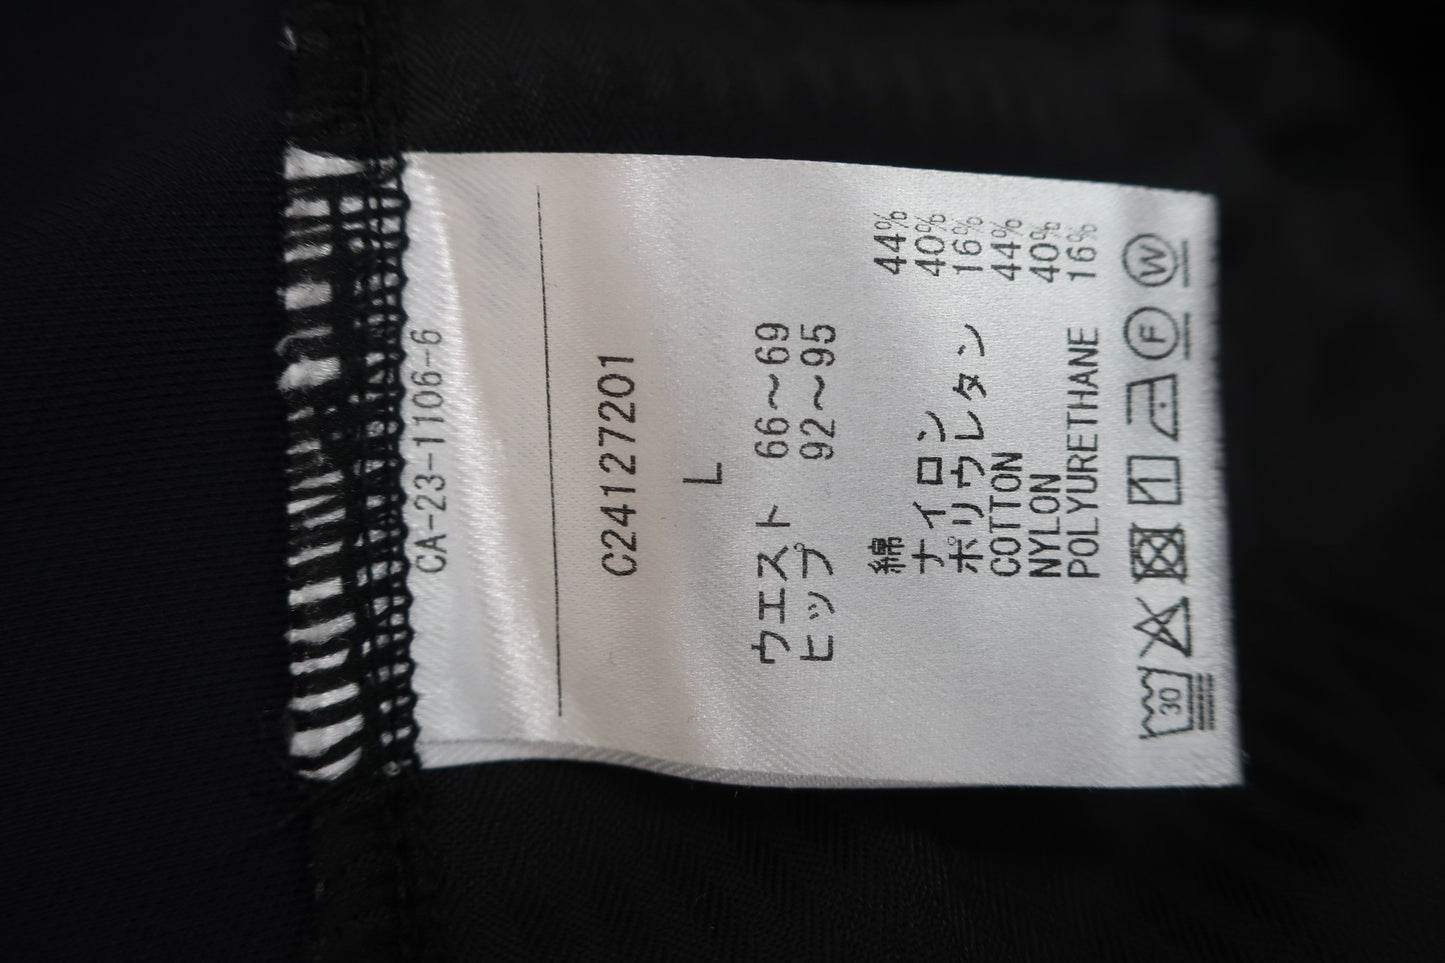 CA-23-1106-6
C24127201
L
ウエスト 66〜69
ヒップ 92〜95
綿 44%
ナイロン 40%
ポリウレタン 16%
COTTON 44%
NYLON 40%
POLYURETHANE 16%
30 F W